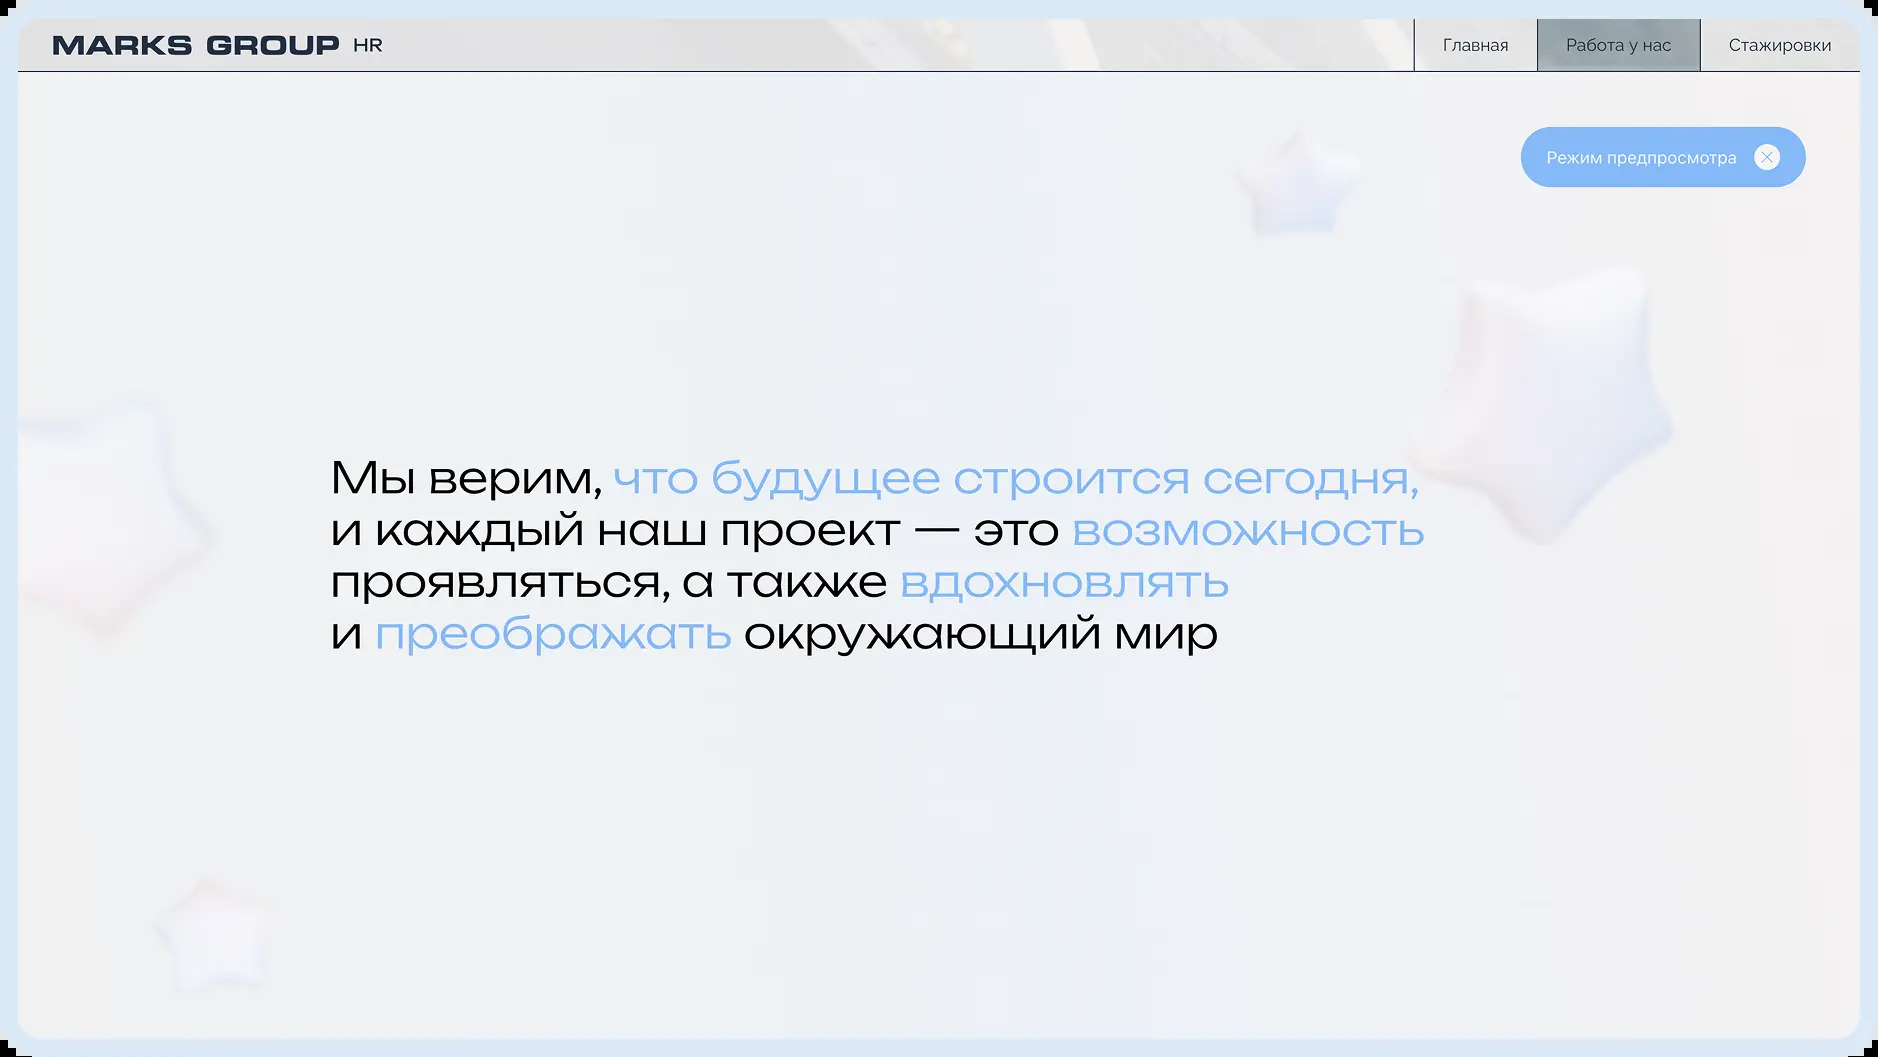 MARKS GROUP HR
Главная
Работа у нас
Стажировки
Режим предпросмотра
Мы верим, что будущее строится сегодня,
и каждый наш проект — это возможность
проявляться, а также вдохновлять
и преображать окружающий мир